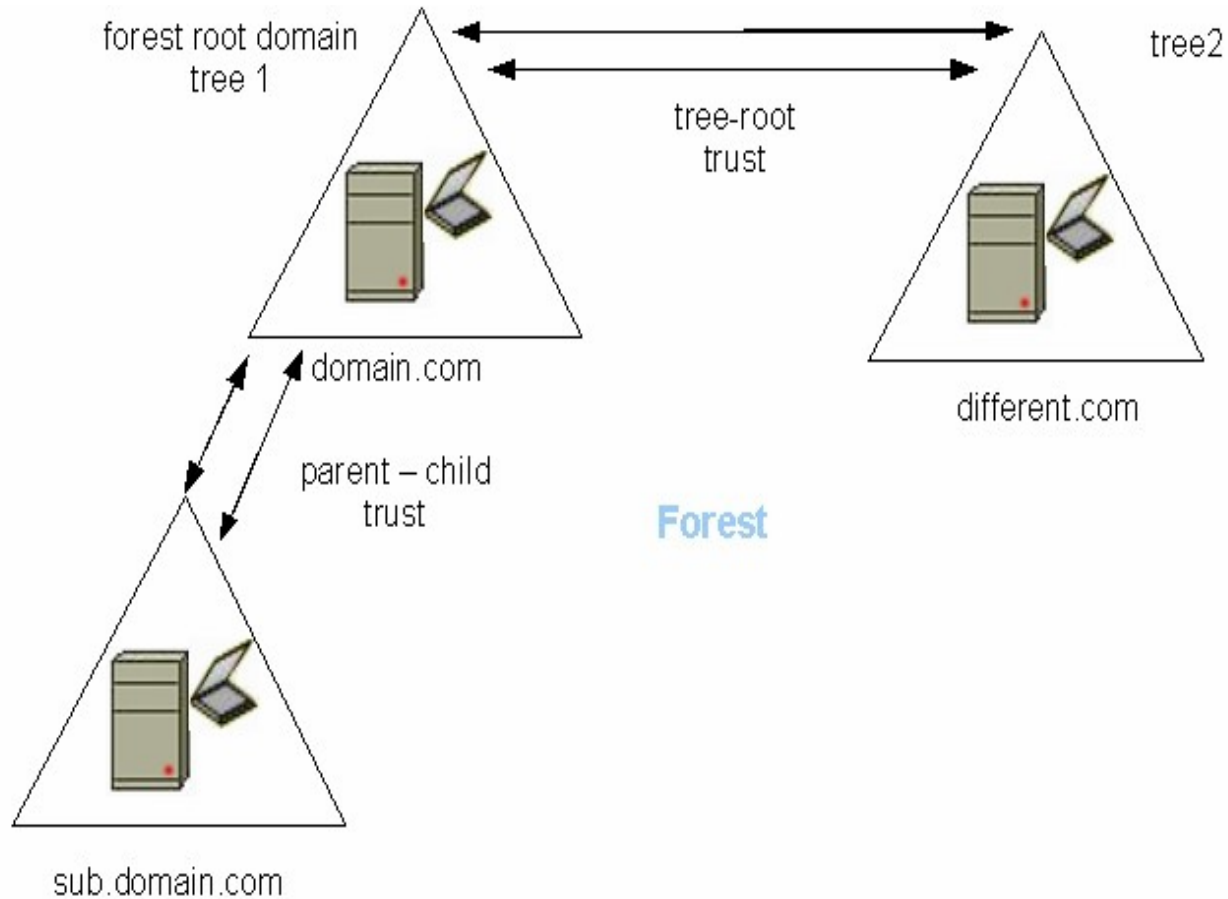 forest root domain
tree 1
tree2
tree-root
trust
domain.com
different.com
parent – child
trust
Forest
sub.domain.com